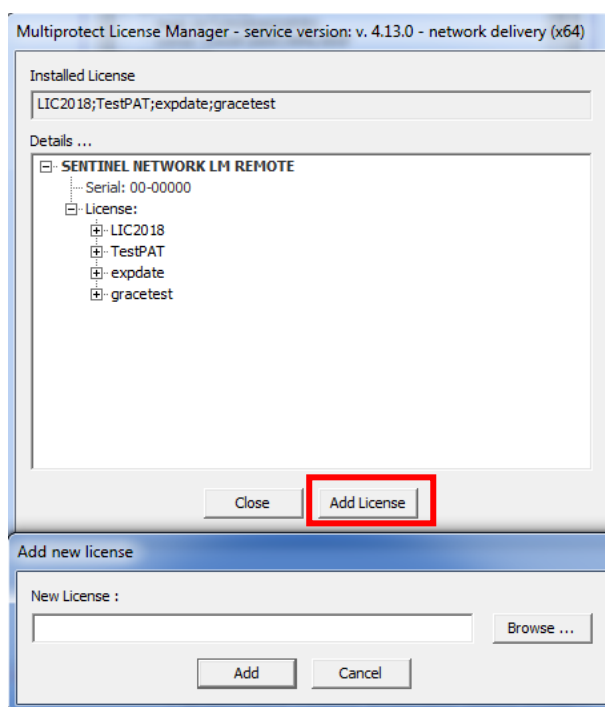 Multiprotect License Manager - service version: v. 4.13.0 - network delivery (x64)
Installed License
LIC2018;TestPAT;expdate;gracetest
Details ...
SENTINEL NETWORK LM REMOTE
Serial: 00-00000
License:
LIC2018
TestPAT
expdate
gracetest
Close Add License
Add new license
New License :
Browse ...
Add Cancel